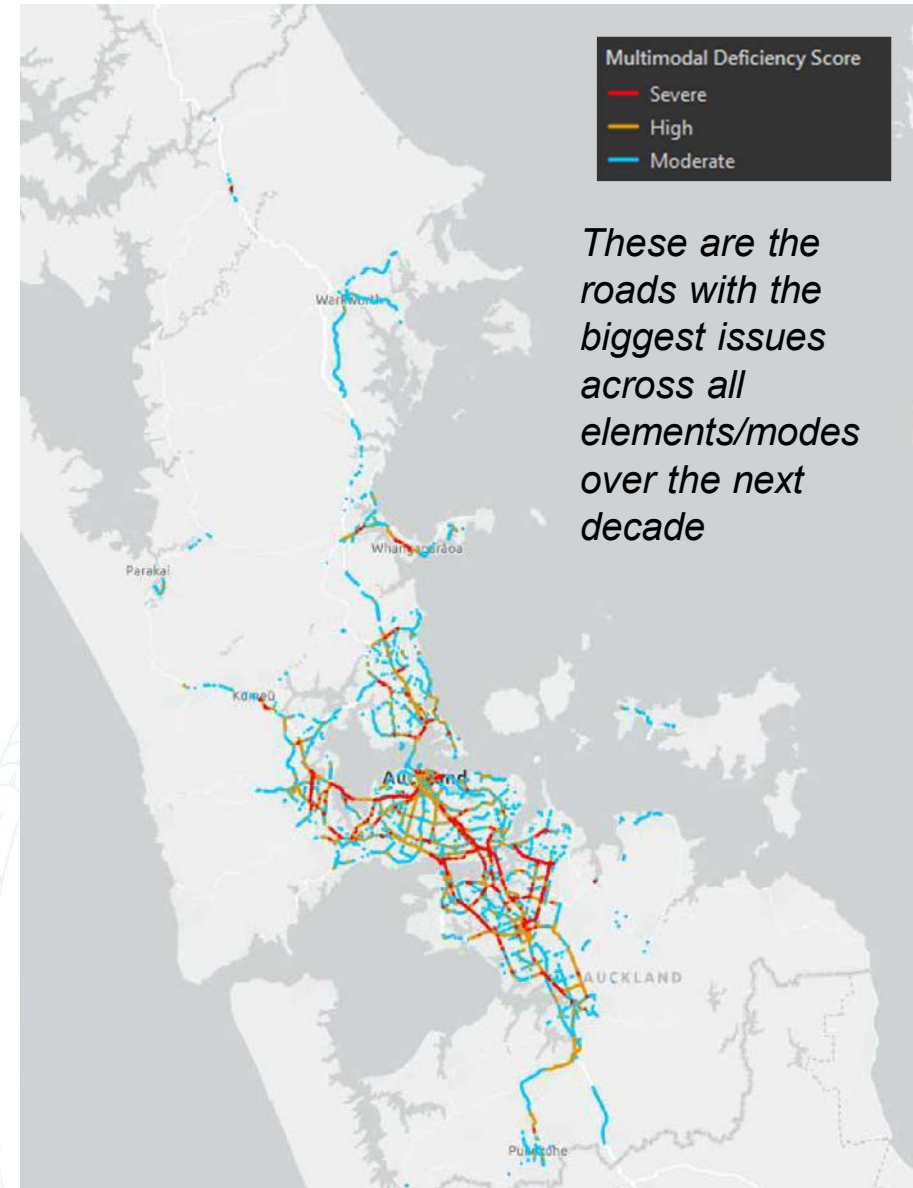 Multimodal Deficiency Score
Severe
High
Moderate
These are the
roads with the
biggest issues
across all
elements/modes
over the next
decade
Warkworth
Whangaparāoa
Parakai
Kumeū
Auckland
AUCKLAND
Pukekohe